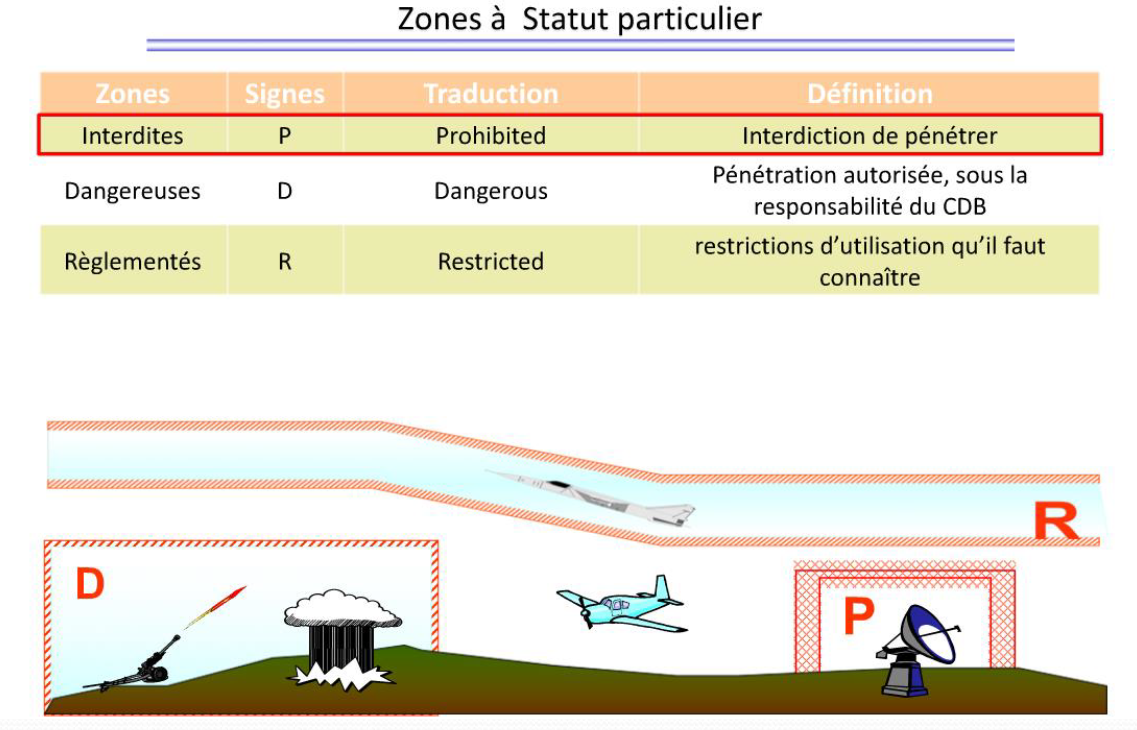 Zones à Statut particulier
Zones Signes Traduction Définition
Interdites P Prohibited Interdiction de pénétrer
Dangereuses D Dangerous Pénétration autorisée, sous la
responsabilité du CDB
Règlementés R Restricted restrictions d’utilisation qu’il faut
connaître
R
D
P